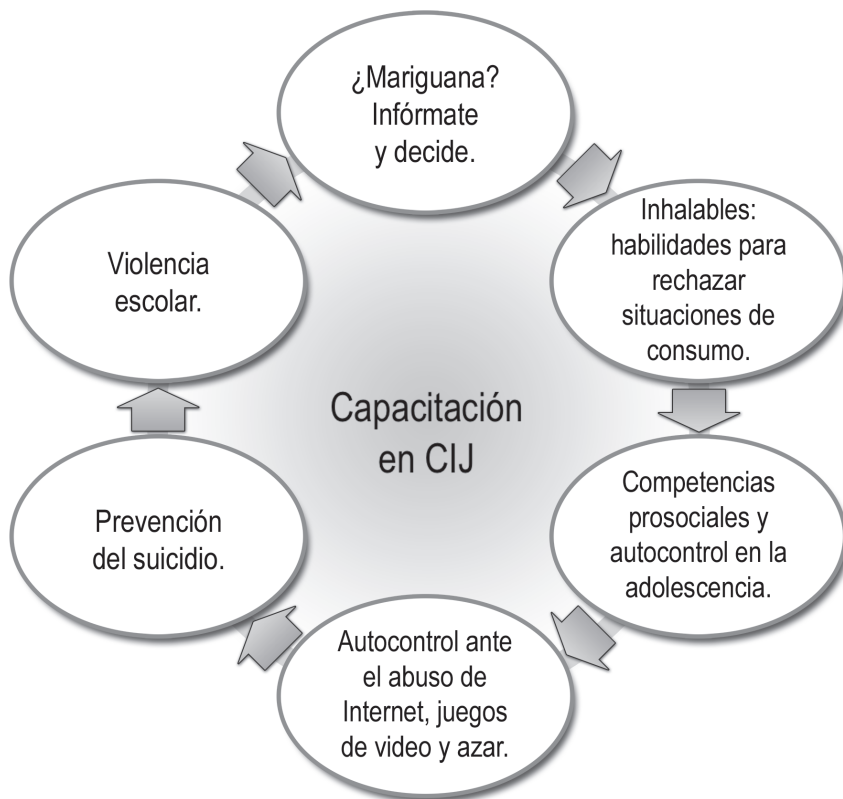 ¿Mariguana?
Infórmate
y decide.
Inhalables:
habilidades para
rechazar
situaciones de
consumo.
Competencias
prosociales y
autocontrol en la
adolescencia.
Autocontrol ante
el abuso de
Internet, juegos
de video y azar.
Prevención
del suicidio.
Violencia
escolar.
Capacitación
en CIJ